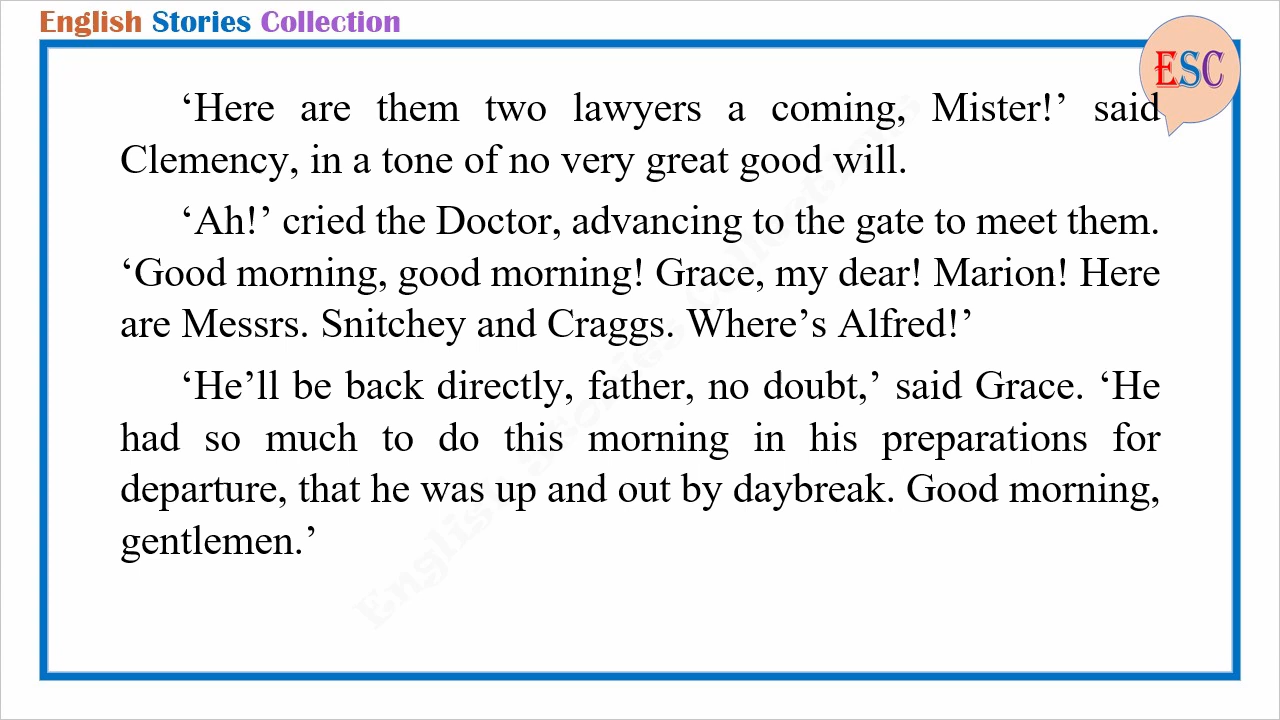 English Stories Collection
ESC
‘Here are them two lawyers a coming, Mister!’ said
Clemency, in a tone of no very great good will.
‘Ah!’ cried the Doctor, advancing to the gate to meet them.
‘Good morning, good morning! Grace, my dear! Marion! Here
are Messrs. Snitchey and Craggs. Where’s Alfred!’
‘He’ll be back directly, father, no doubt,’ said Grace. ‘He
had so much to do this morning in his preparations for
departure, that he was up and out by daybreak. Good morning,
gentlemen.’